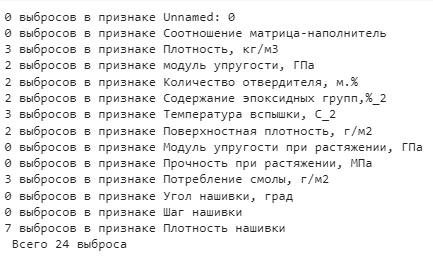 0 выбросов в признаке Unnamed: 0
0 выбросов в признаке Соотношение матрица-наполнитель
3 выбросов в признаке Плотность, кг/м3
2 выбросов в признаке модуль упругости, ГПа
2 выбросов в признаке Количество отвердителя, м.%
2 выбросов в признаке Содержание эпоксидных групп,%_2
3 выбросов в признаке Температура вспышки, С_2
2 выбросов в признаке Поверхностная плотность, г/м2
0 выбросов в признаке Модуль упругости при растяжении, ГПа
0 выбросов в признаке Прочность при растяжении, МПа
3 выбросов в признаке Потребление смолы, г/м2
0 выбросов в признаке Угол нашивки, град
0 выбросов в признаке Шаг нашивки
7 выбросов в признаке Плотность нашивки
Всего 24 выброса